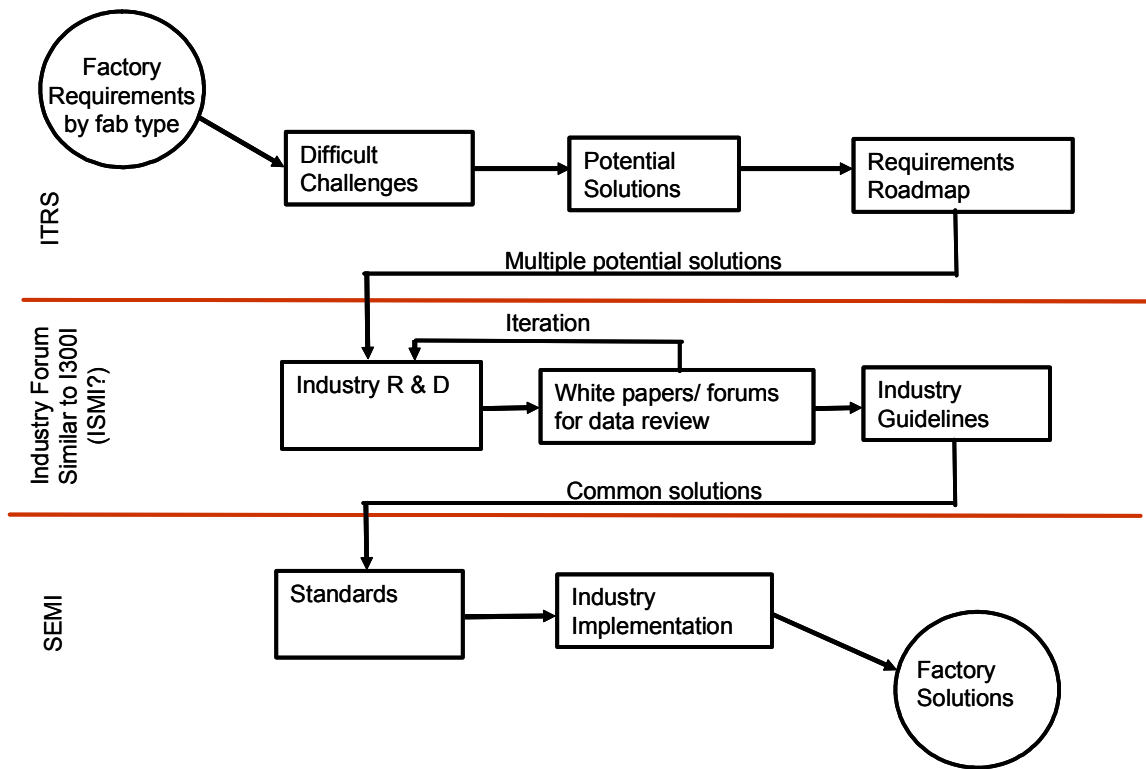 Factory
Requirements
by fab type
Difficult
Challenges
Potential
Solutions
Requirements
Roadmap
ITRS
Multiple potential solutions
Iteration
Industry Forum
Similar to I300I
(ISMI?)
Industry R & D
White papers/ forums
for data review
Industry
Guidelines
Common solutions
SEMI
Standards
Industry
Implementation
Factory
Solutions